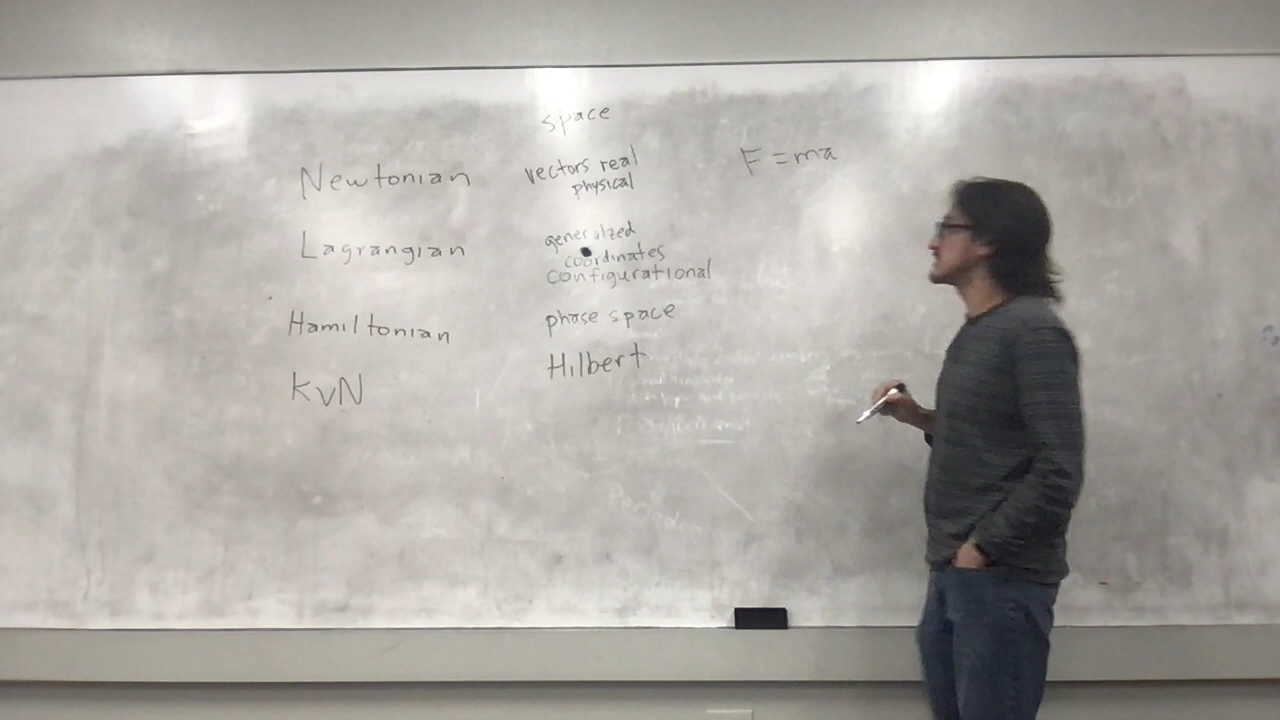 space
Newtonian vectors real F = ma
physical
Lagrangian generalized
coordinates
configurational
Hamiltonian phase space
KvN Hilbert